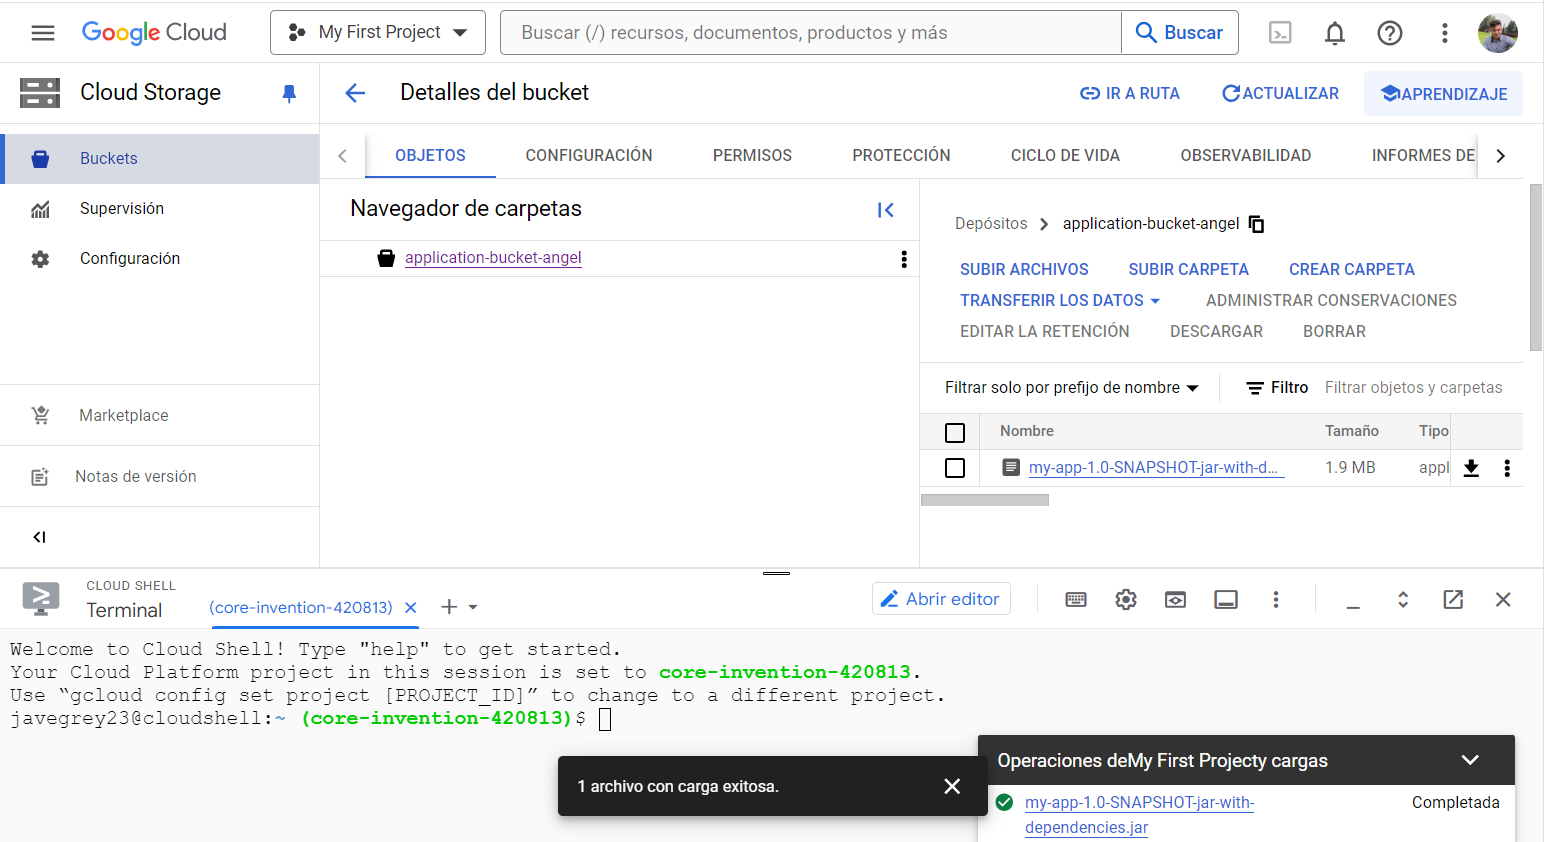 Google Cloud
My First Project
Buscar (/) recursos, documentos, productos y más
Buscar
Cloud Storage
Detalles del bucket
IR A RUTA
ACTUALIZAR
APRENDIZAJE
Buckets
Supervisión
Configuración
Marketplace
Notas de versión
OBJETOS
CONFIGURACIÓN
PERMISOS
PROTECCIÓN
CICLO DE VIDA
OBSERVABILIDAD
INFORMES DE
Navegador de carpetas
application-bucket-angel
Depósitos
application-bucket-angel
SUBIR ARCHIVOS
SUBIR CARPETA
CREAR CARPETA
TRANSFERIR LOS DATOS
ADMINISTRAR CONSERVACIONES
EDITAR LA RETENCIÓN
DESCARGAR
BORRAR
Filtrar solo por prefijo de nombre
Filtro
Filtrar objetos y carpetas
Nombre
Tamaño
Tipo
my-app-1.0-SNAPSHOT-jar-with-d...
1.9 MB
appl
CLOUD SHELL
Terminal
(core-invention-420813)
Abrir editor
Welcome to Cloud Shell! Type "help" to get started.
Your Cloud Platform project in this session is set to core-invention-420813.
Use “gcloud config set project [PROJECT_ID]” to change to a different project.
javegrey23@cloudshell:~ (core-invention-420813)$
1 archivo con carga exitosa.
Operaciones deMy First Projecty cargas
my-app-1.0-SNAPSHOT-jar-with-
dependencies.jar
Completada